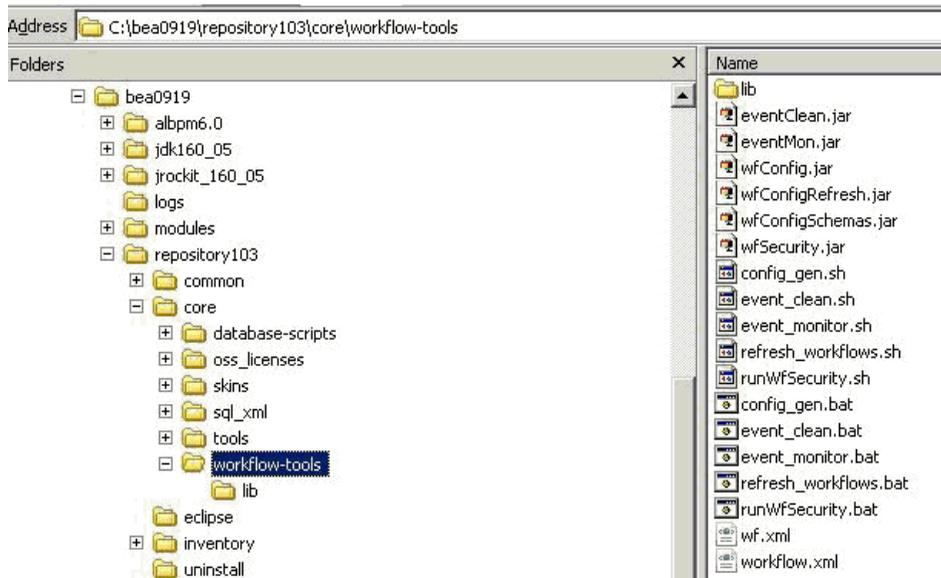 Address C:\bea0919\repository103\core\workflow-tools
Folders
bea0919
albpm6.0
jdk160_05
jrockit_160_05
logs
modules
repository103
common
core
database-scripts
oss_licenses
skins
sql_xml
tools
workflow-tools
lib
eclipse
inventory
uninstall
Name
lib
eventClean.jar
eventMon.jar
wfConfig.jar
wfConfigRefresh.jar
wfConfigSchemas.jar
wfSecurity.jar
config_gen.sh
event_clean.sh
event_monitor.sh
refresh_workflows.sh
runWfSecurity.sh
config_gen.bat
event_clean.bat
event_monitor.bat
refresh_workflows.bat
runWfSecurity.bat
wf.xml
workflow.xml